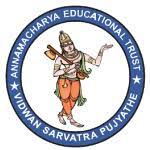 ANNAMACHARYA EDUCATIONAL TRUST
VIDWAN SARVATRA PUJYATHE